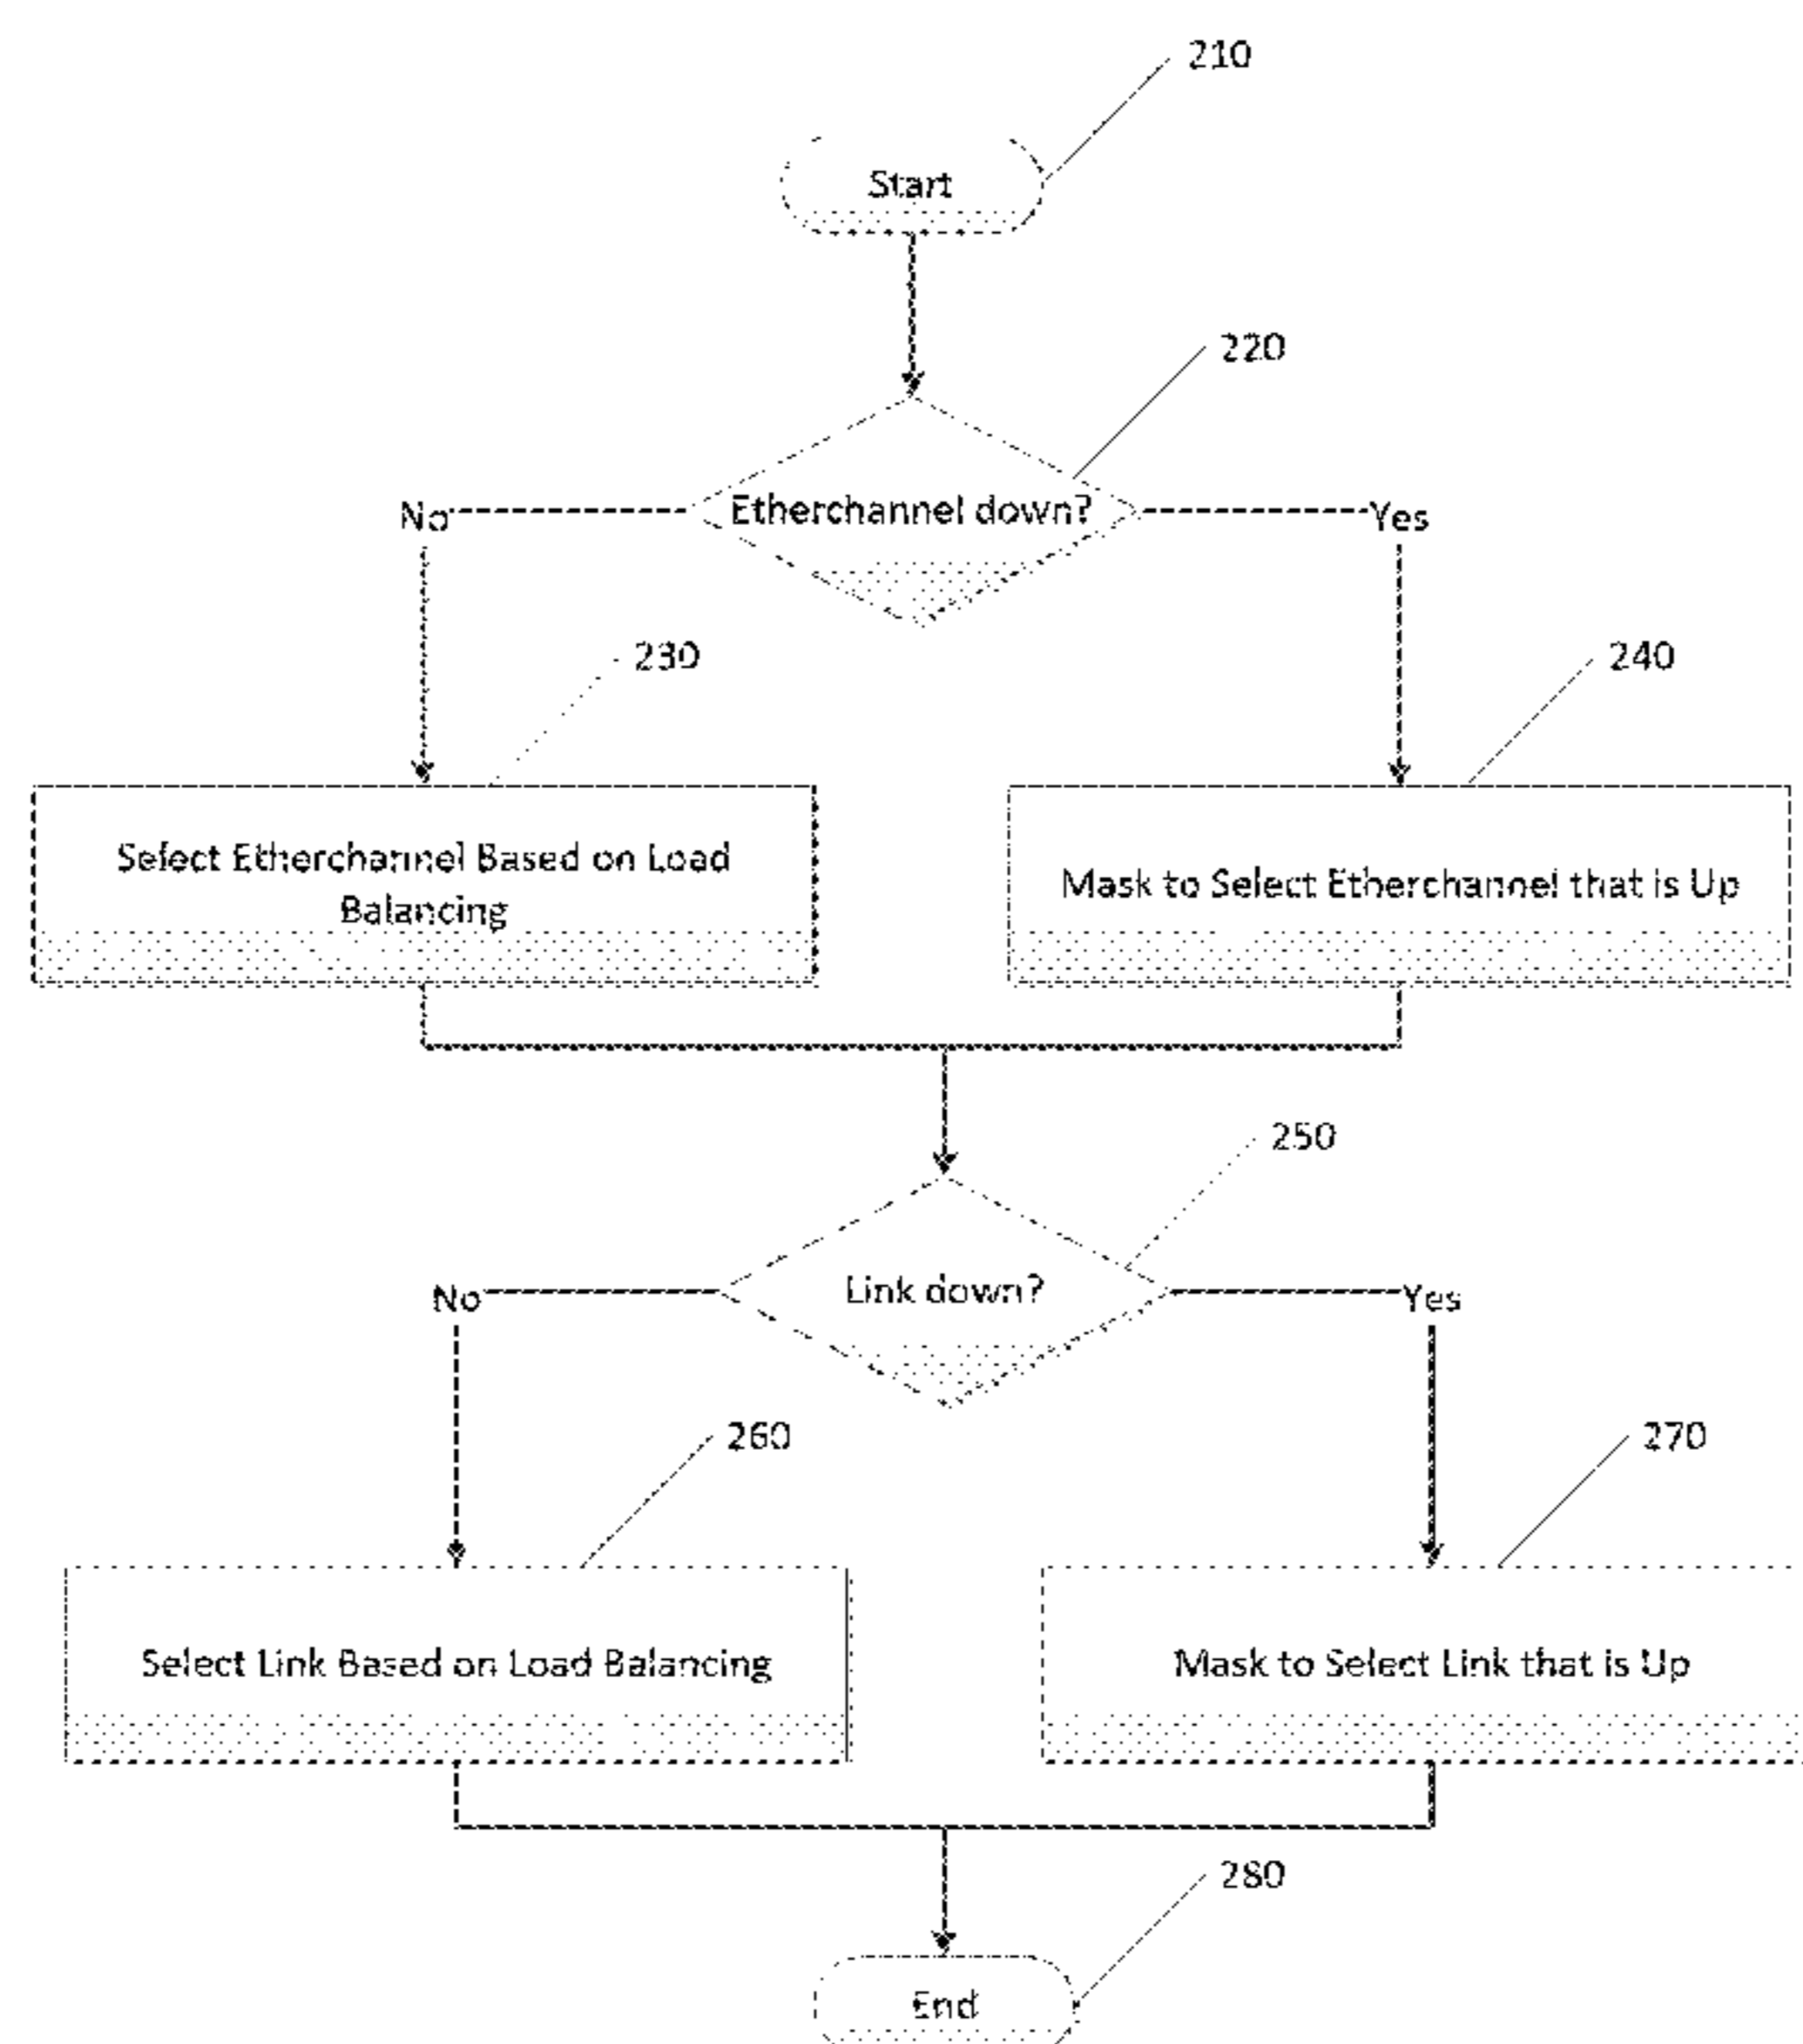 210
Start
220
Etherchannel down?
No
Yes
230
240
Select Etherchannel Based on Load
Balancing
Mask to Select Etherchannel that is Up
250
Link down?
No
Yes
260
270
Select Link Based on Load Balancing
Mask to Select Link that is Up
280
End